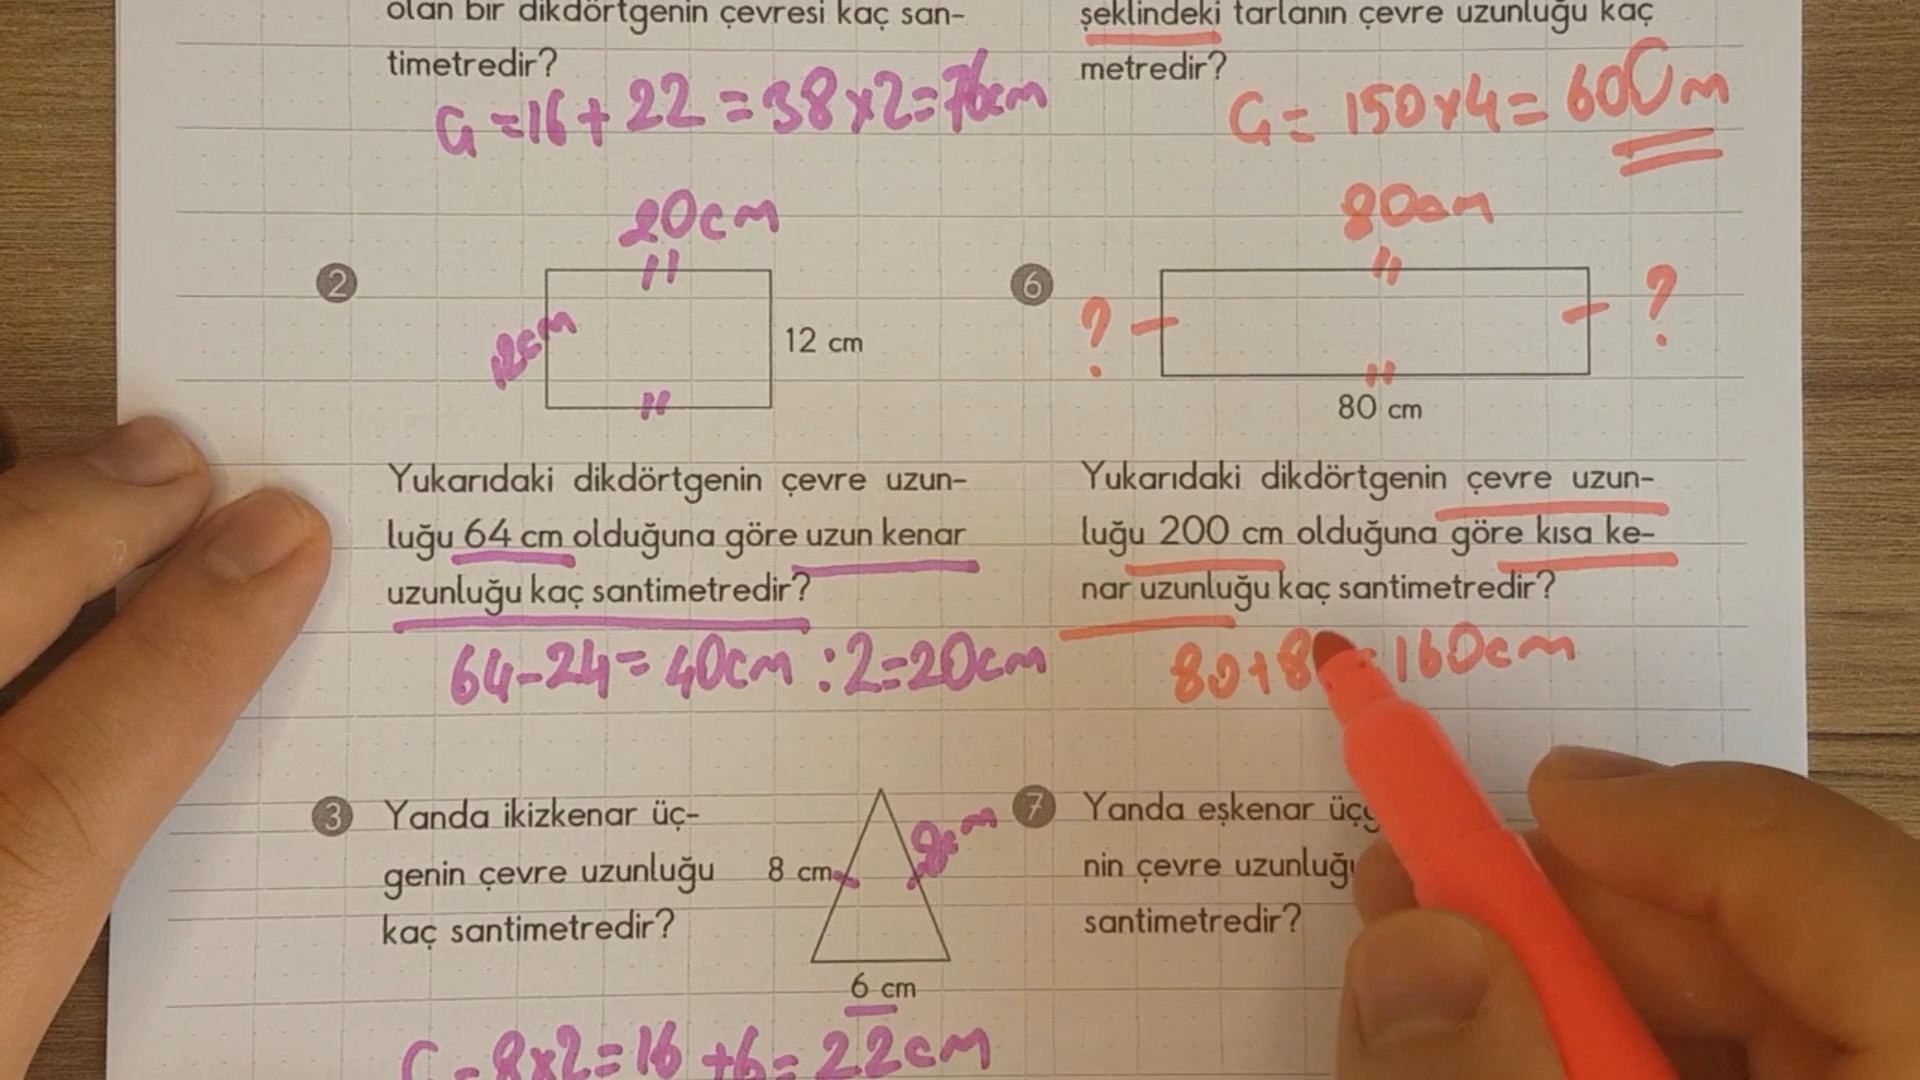 olan bir dikdörtgenin çevresi kaç san-
timetredir?
Ç=16+22=38x2=76cm
20cm
2
12cm
12 cm
Yukarıdaki dikdörtgenin çevre uzun-
luğu 64 cm olduğuna göre uzun kenar
uzunluğu kaç santimetredir?
64-24=40cm :2=20cm
3 Yanda ikizkenar üç-
genin çevre uzunluğu
kaç santimetredir?
8 cm
8cm
6 cm
Ç=8x2=16 +6=22cm
şeklindeki tarlanın çevre uzunluğu kaç
metredir?
Ç=150x4=600m
80cm
6
?
?
80 cm
Yukarıdaki dikdörtgenin çevre uzun-
luğu 200 cm olduğuna göre kısa ke-
nar uzunluğu kaç santimetredir?
80+8 =160cm
7 Yanda eşkenar
nin çevre
santimetredir?